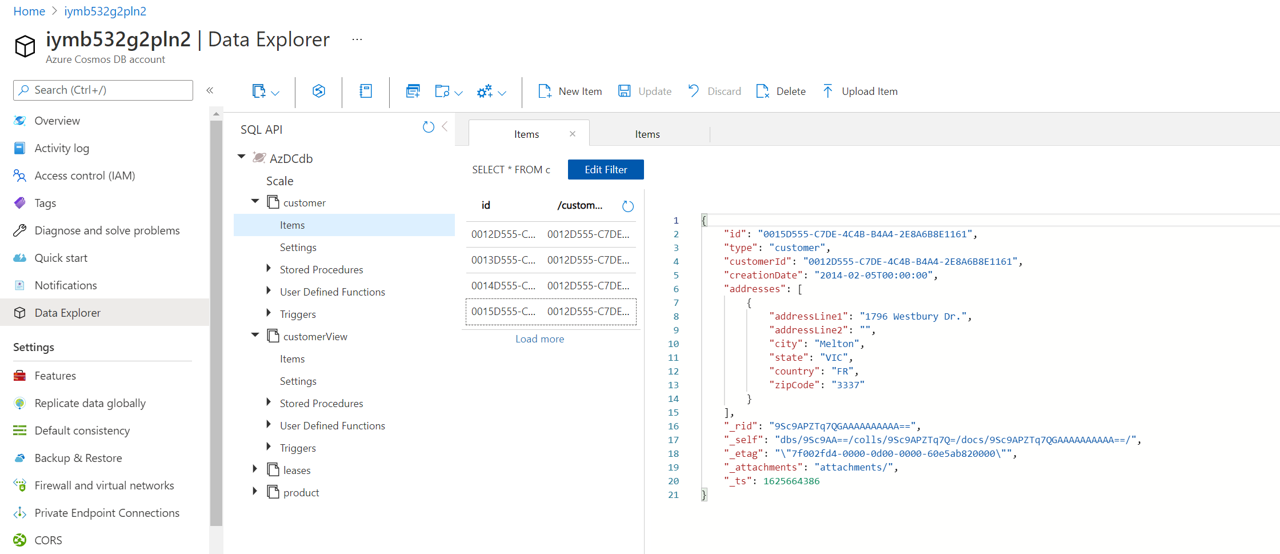 Home > iymb532g2pln2
iymb532g2pln2 | Data Explorer ...
Azure Cosmos DB account
Search (Ctrl+/)
«
Overview
Activity log
Access control (IAM)
Tags
Diagnose and solve problems
Quick start
Notifications
Data Explorer
Settings
Features
Replicate data globally
Default consistency
Backup & Restore
Firewall and virtual networks
Private Endpoint Connections
CORS
New Item
Update
Discard
Delete
Upload Item
SQL API
AzDCdb
Scale
customer
Items
Settings
Stored Procedures
User Defined Functions
Triggers
customerView
Items
Settings
Stored Procedures
User Defined Functions
Triggers
leases
product
Items ×
Items
SELECT * FROM c
Edit Filter
id /custom...
0012D555-C... 0012D555-C7DE...
0013D555-C... 0012D555-C7DE...
0014D555-C... 0012D555-C7DE...
0015D555-C... 0012D555-C7DE...
Load more
1 {
2 "id": "0015D555-C7DE-4C4B-B4A4-2E8A6B8E1161",
3 "type": "customer",
4 "customerId": "0012D555-C7DE-4C4B-B4A4-2E8A6B8E1161",
5 "creationDate": "2014-02-05T00:00:00",
6 "addresses": [
7 {
8 "addressLine1": "1796 Westbury Dr.",
9 "addressLine2": "",
10 "city": "Melton",
11 "state": "VIC",
12 "country": "FR",
13 "zipCode": "3337"
14 }
15 ],
16 "_rid": "9Sc9APZTq7QGAAAAAAAAAA==",
17 "_self": "dbs/9Sc9AA==/colls/9Sc9APZTq7Q=/docs/9Sc9APZTq7QGAAAAAAAAAA==/",
18 "_etag": "\"7f002fd4-0000-0d00-0000-60e5ab820000\"",
19 "_attachments": "attachments/",
20 "_ts": 1625664386
21 }